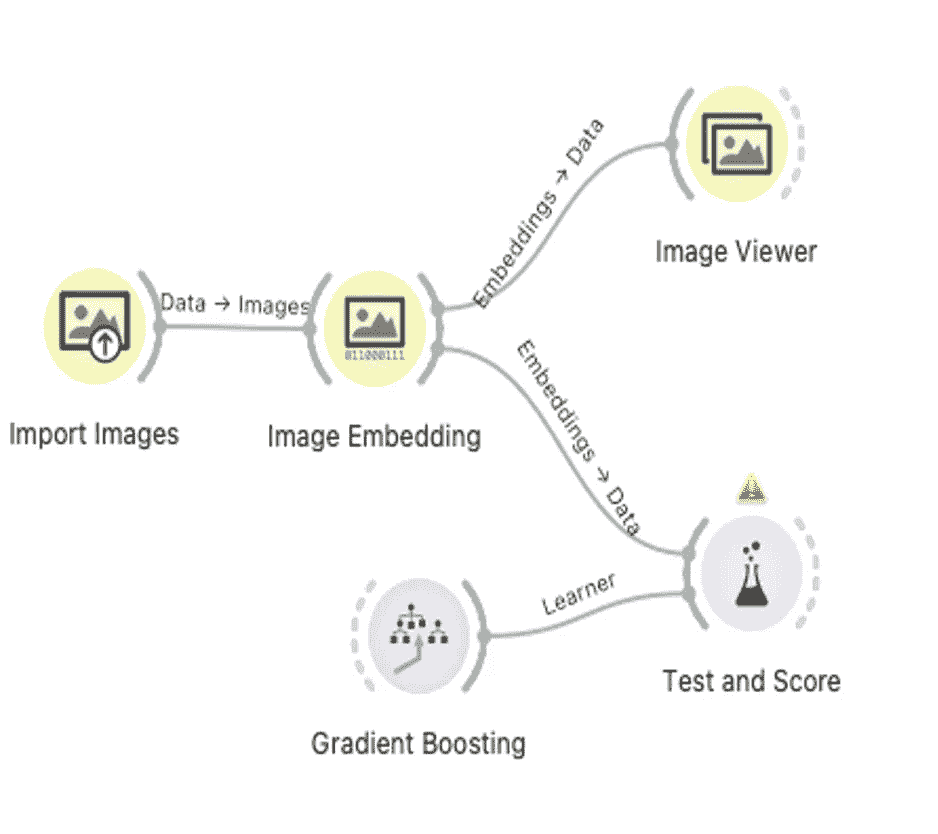 Embeddings → Data
Image Viewer
Data → Images
011000111
Import Images
Image Embedding
Embeddings → Data
Learner
Test and Score
Gradient Boosting